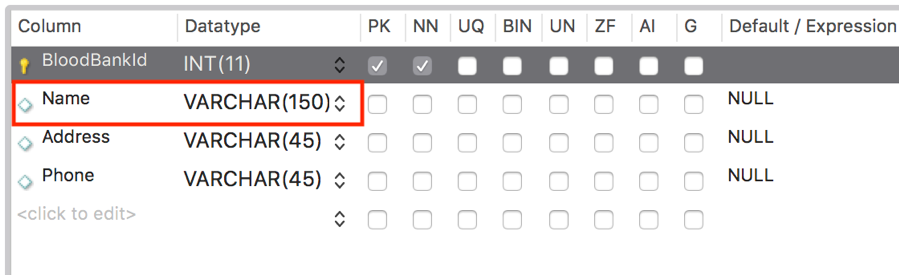 Column Datatype PK NN UQ BIN UN ZF AI G Default / Expression
BloodBankId INT(11)
Name VARCHAR(150) NULL
Address VARCHAR(45) NULL
Phone VARCHAR(45) NULL
<click to edit>